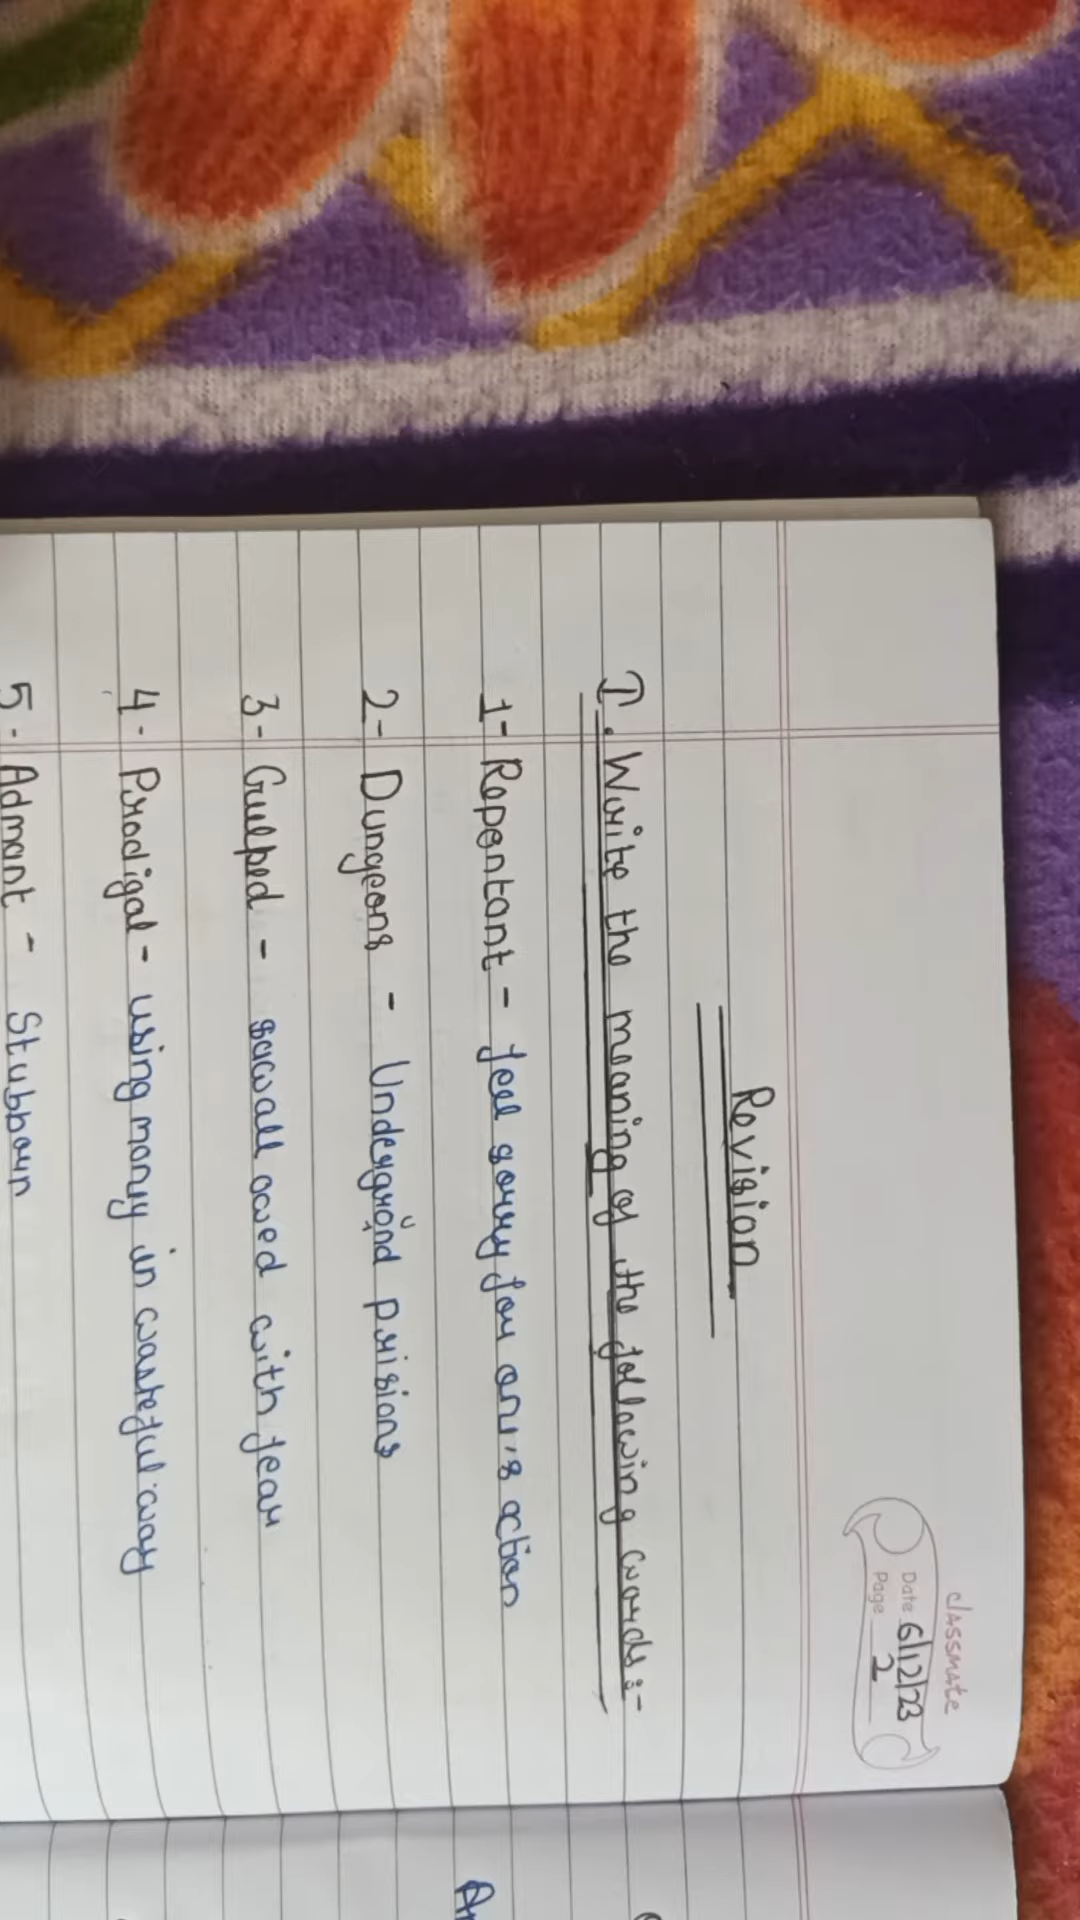 classmate
Date 6/12/23
Page 2
Revision
I. Write the meaning of the following words:-
1- Repentant - feel sorry for one's action
2- Dungeons - Underground prisions
3- Gulped - sawallowed with fear
4- Prodigal - using money in wasteful way
5- Admant - Stubborn